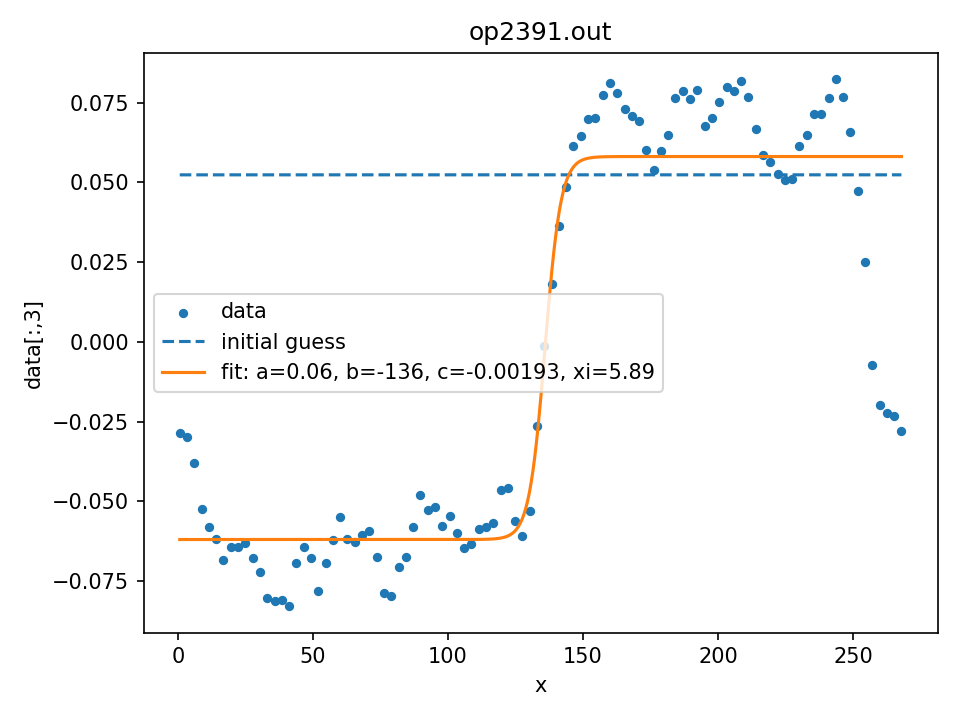 op2391.out
0.075
0.050
0.025
0.000
−0.025
−0.050
−0.075
data[:,3]
data
initial guess
fit: a=0.06, b=-136, c=-0.00193, xi=5.89
0 50 100 150 200 250
x